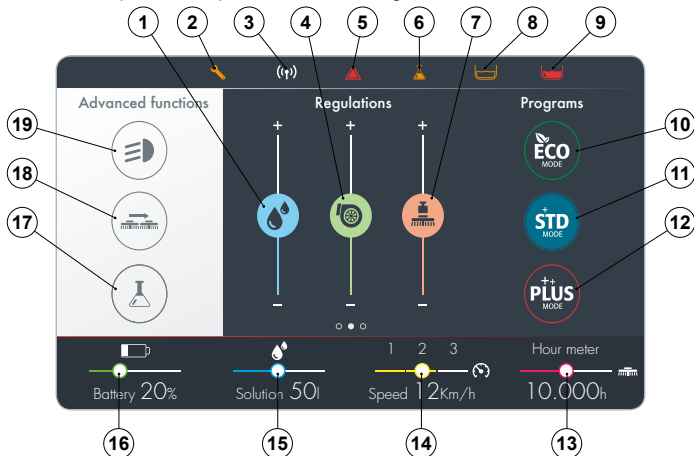 1 2 3 4 5 6 7 8 9
Advanced functions Regulations Programs
19 + + + 10
ECO
MODE
18 11
+
STD
MODE
17 12
++
PLUS
MODE
– – –
1 2 3 Hour meter
Battery 20% Solution 50l Speed 12Km/h 10.000h
16 15 14 13